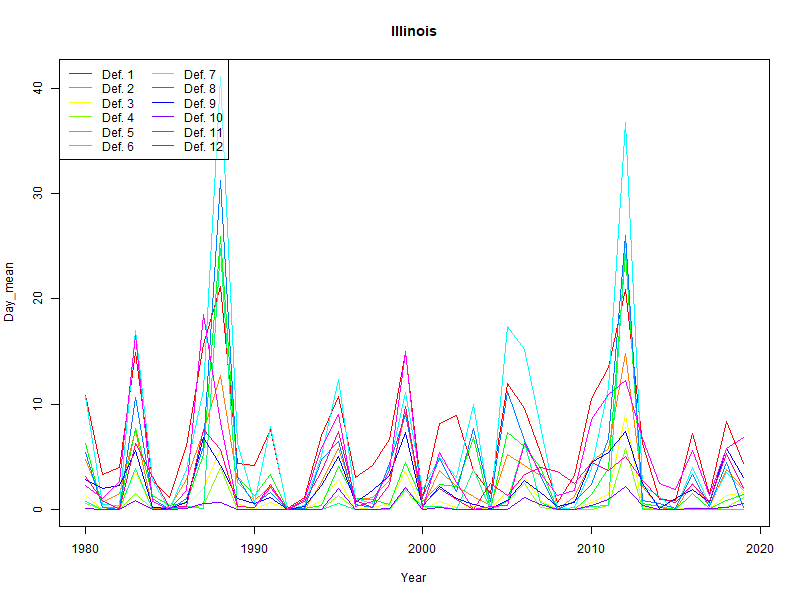 Illinois
Def. 1 Def. 7
Def. 2 Def. 8
Def. 3 Def. 9
Def. 4 Def. 10
Def. 5 Def. 11
Def. 6 Def. 12
40
30
20
10
0
Day_mean
1980 1990 2000 2010 2020
Year